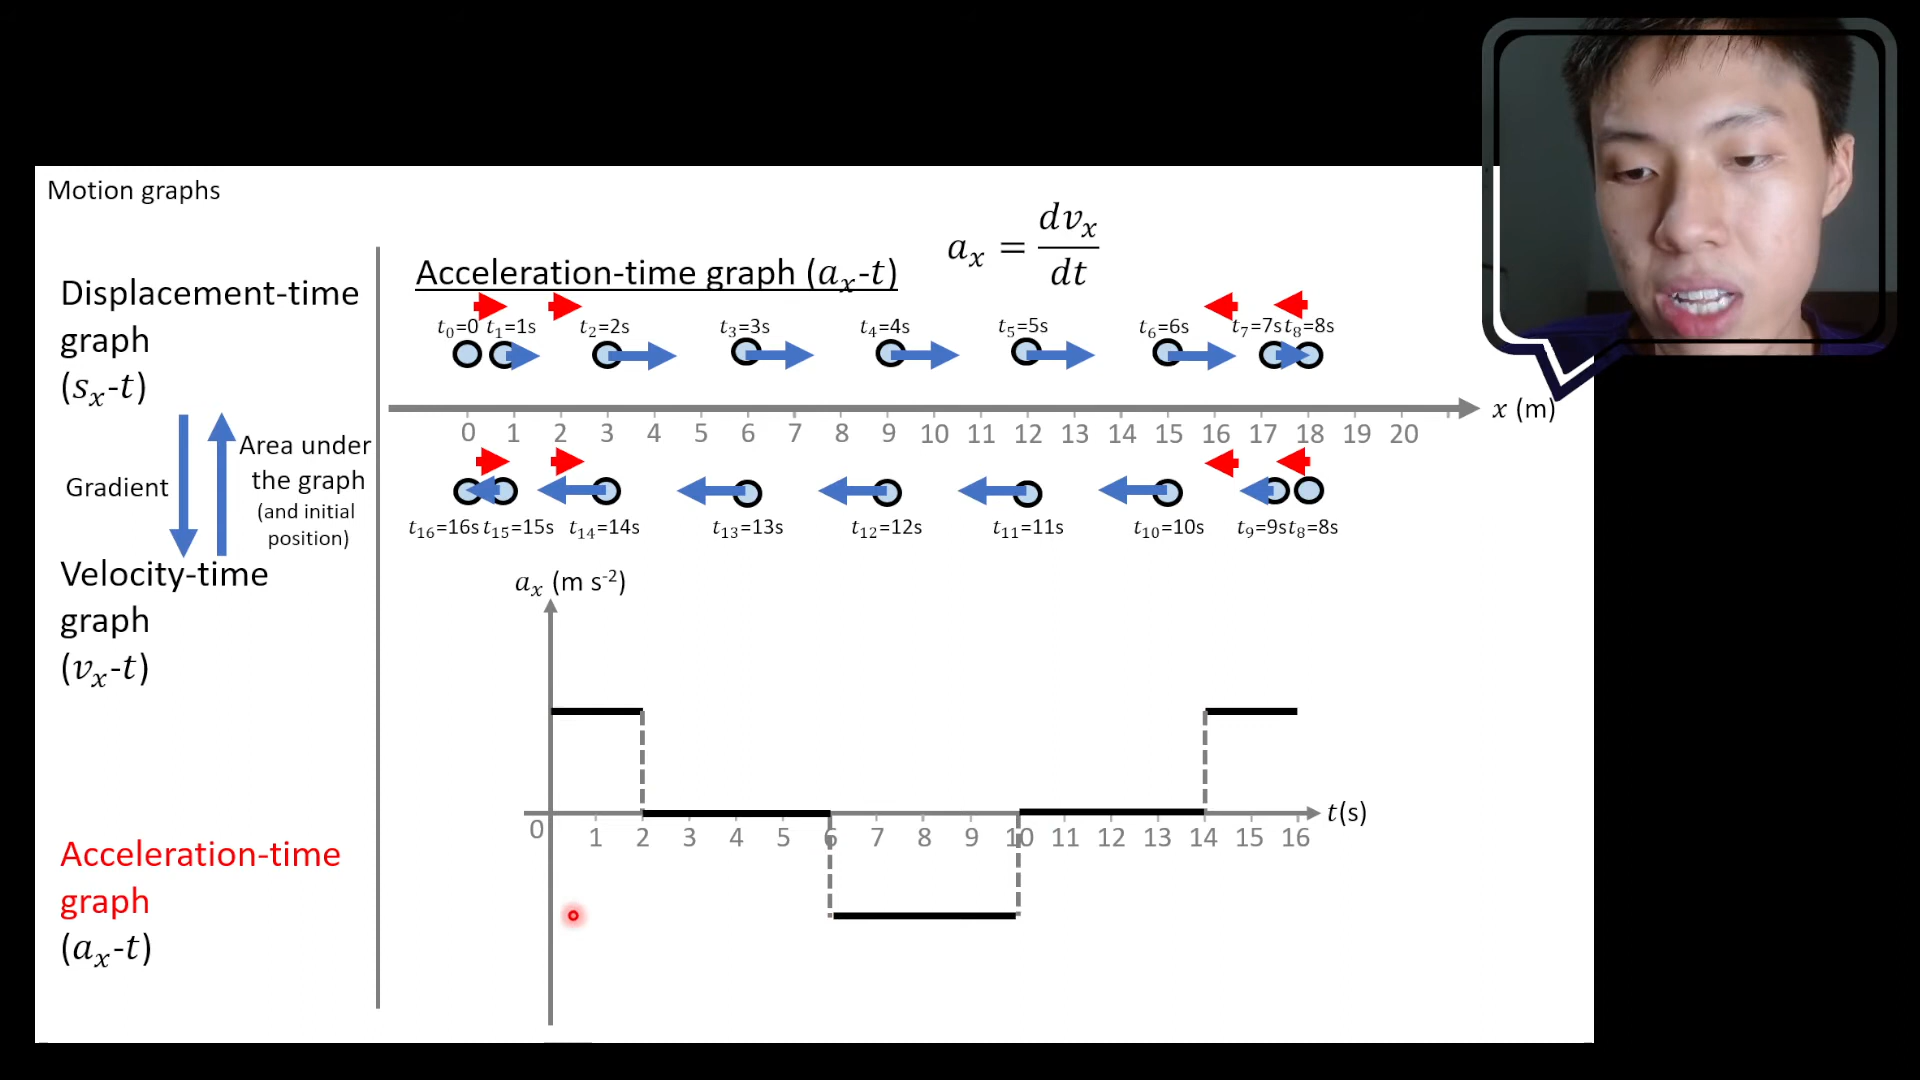 Motion graphs
Displacement-time
graph
(sₓ-t)
Gradient
Area under
the graph
(and initial
position)
Velocity-time
graph
(vₓ-t)
Acceleration-time
graph
(aₓ-t)
Acceleration-time graph (aₓ-t)
aₓ = dvₓ/dt
t₀=0 t₁=1s t₂=2s t₃=3s t₄=4s t₅=5s t₆=6s t₇=7s t₈=8s
0 1 2 3 4 5 6 7 8 9 10 11 12 13 14 15 16 17 18 19 20 x (m)
t₁₆=16s t₁₅=15s t₁₄=14s t₁₃=13s t₁₂=12s t₁₁=11s t₁₀=10s t₉=9s t₈=8s
aₓ (m s⁻²)
0 1 2 3 4 5 6 7 8 9 10 11 12 13 14 15 16 t(s)